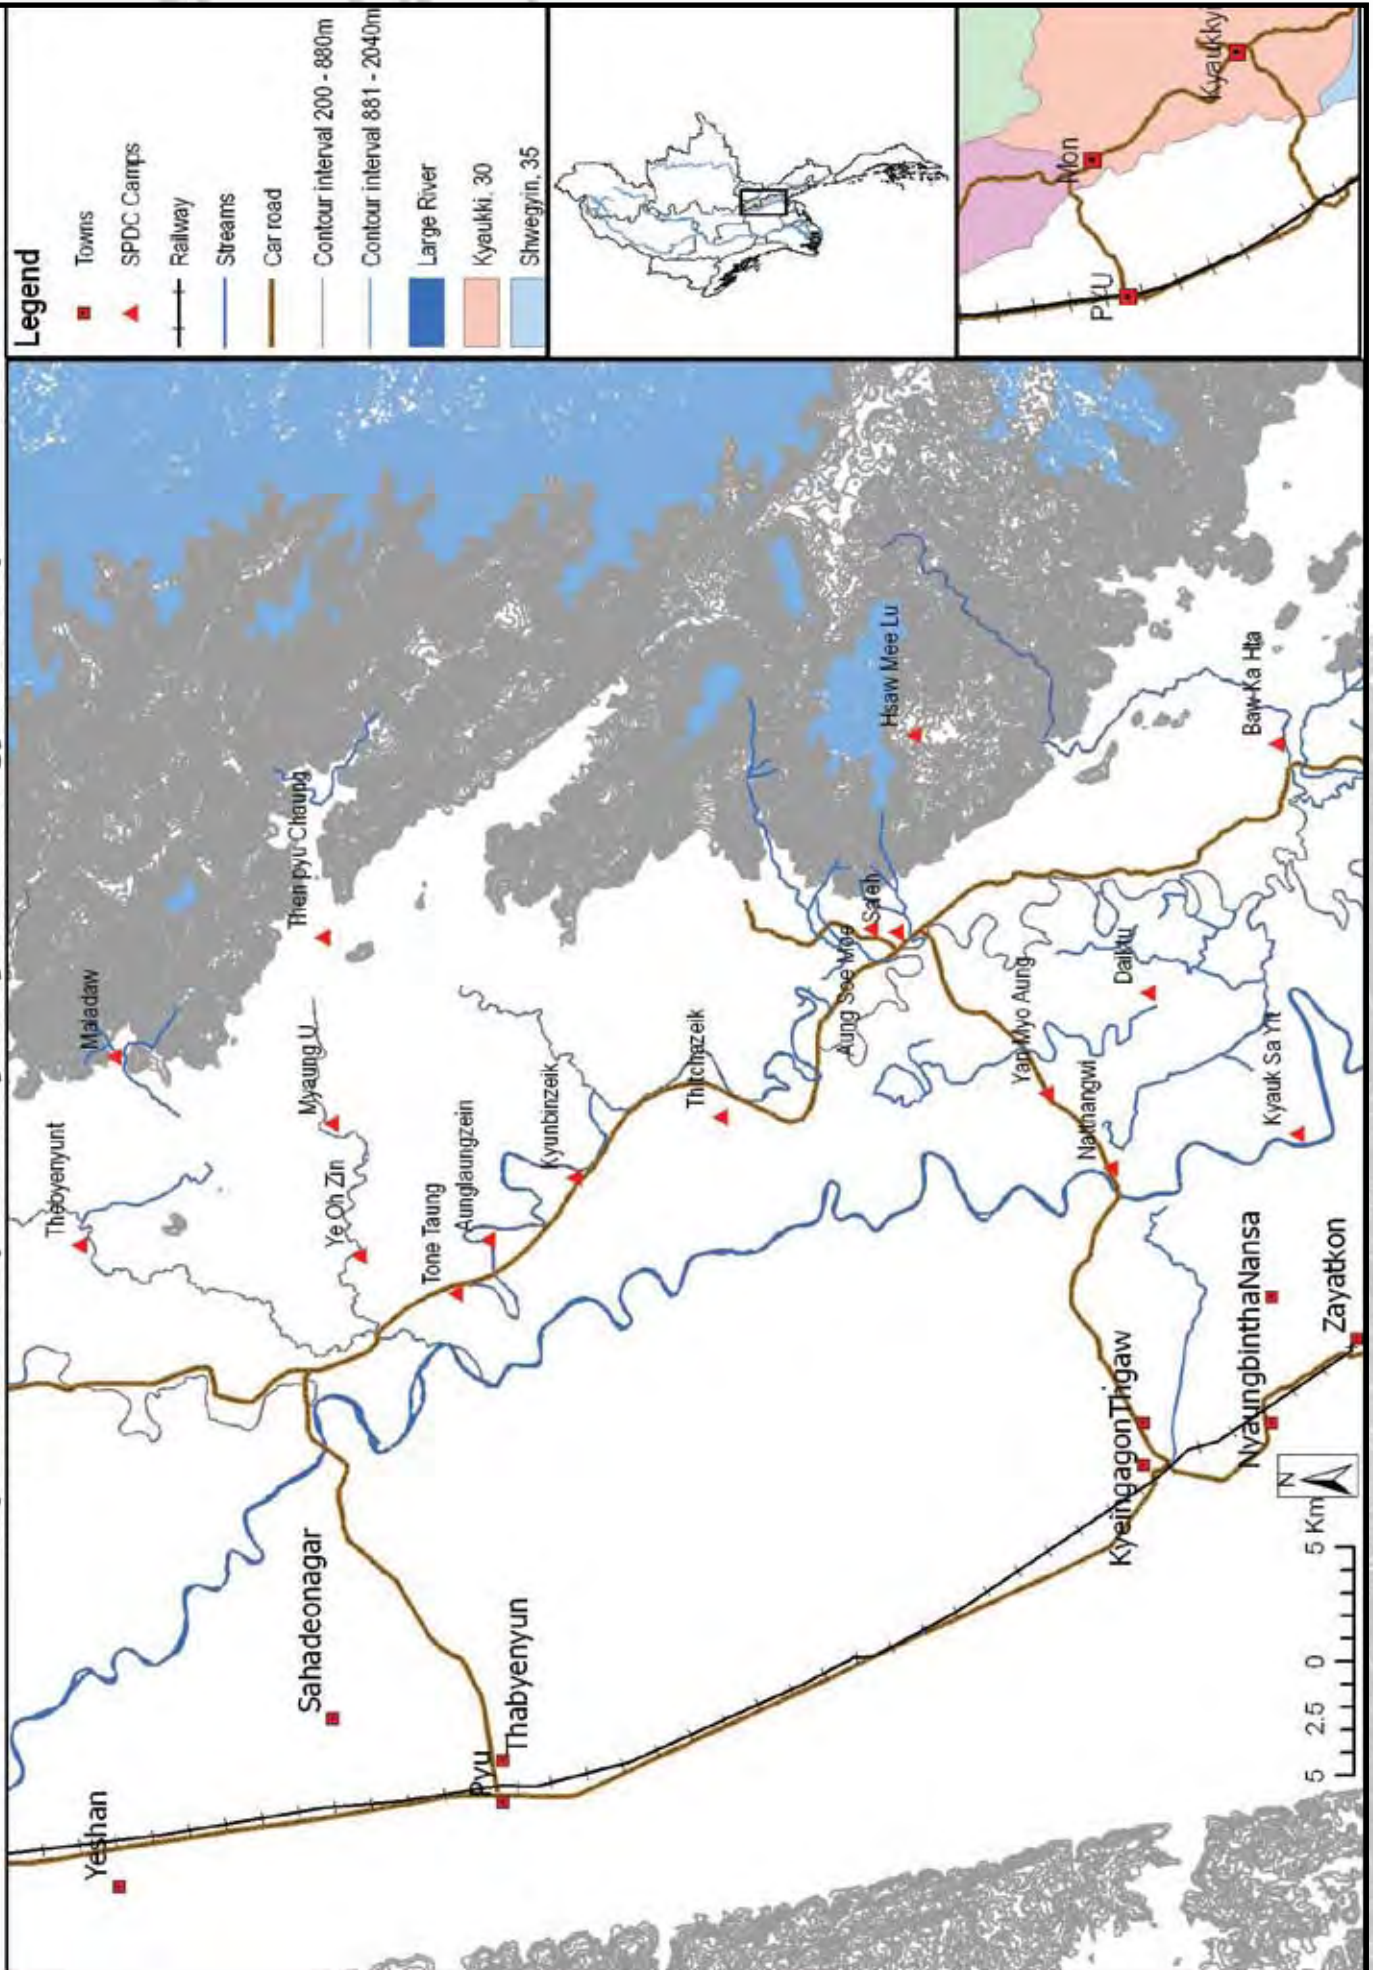 Legend
Towns
SPDC Camps
Railway
Streams
Car road
Contour interval 200 - 880m
Contour interval 881 - 2040m
Large River
Kyaukki, 30
Shwegyin, 35
Mon
PYU
Yeshan
Sahadeonagar
Pyu
Thabyenyun
Thebyenyunt
Maladaw
Myaung U
Ye Oh Zin
Then pyu Chaung
Tone Taung
Aunglaungzein
Kyunbinzeik
Thitchazeik
Aung Soe Moe
Saleh
Hsaw Mee Lu
Yan Myo Aung
Natthangwi
Daiktu
Kyauk Sa Yit
Baw Ka Hta
Kyeingagon
Thgaw
Nyaungbintha
Nansa
Zayatkon
N
5 2.5 0 5 Km